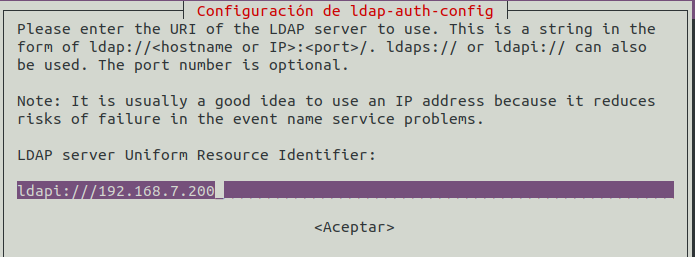 Configuración de ldap-auth-config
Please enter the URI of the LDAP server to use. This is a string in the
form of ldap://<hostname or IP>:<port>/. ldaps:// or ldapi:// can also
be used. The port number is optional.
Note: It is usually a good idea to use an IP address because it reduces
risks of failure in the event name service problems.
LDAP server Uniform Resource Identifier:
ldapi:///192.168.7.200
<Aceptar>